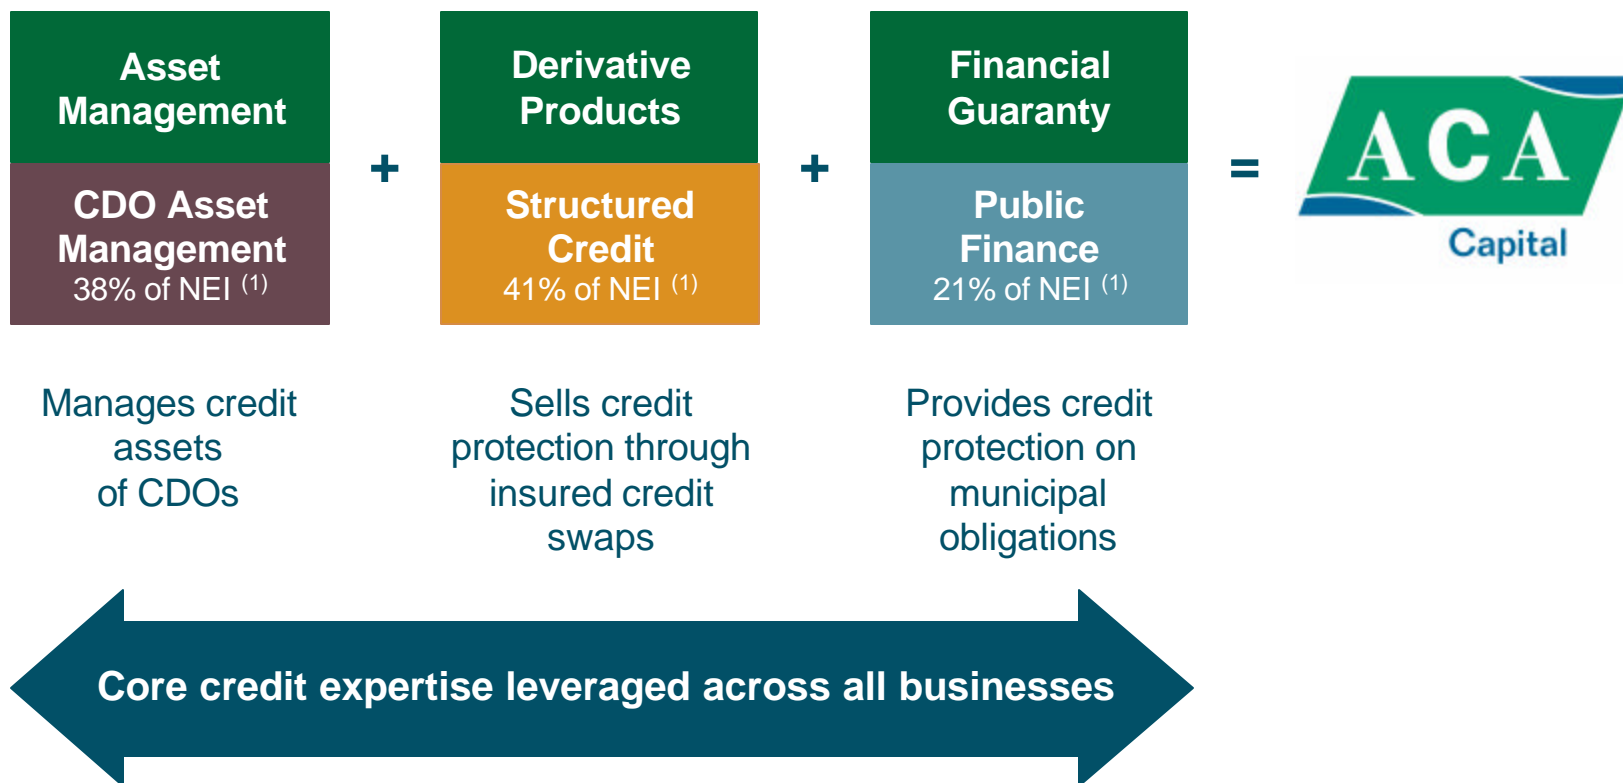 Asset
Management
CDO Asset
Management
38% of NEI (1)
Manages credit
assets
of CDOs
+
Derivative
Products
Structured
Credit
41% of NEI (1)
Sells credit
protection through
insured credit
swaps
+
Financial
Guaranty
Public
Finance
21% of NEI (1)
Provides credit
protection on
municipal
obligations
=
ACA
Capital
Core credit expertise leveraged across all businesses